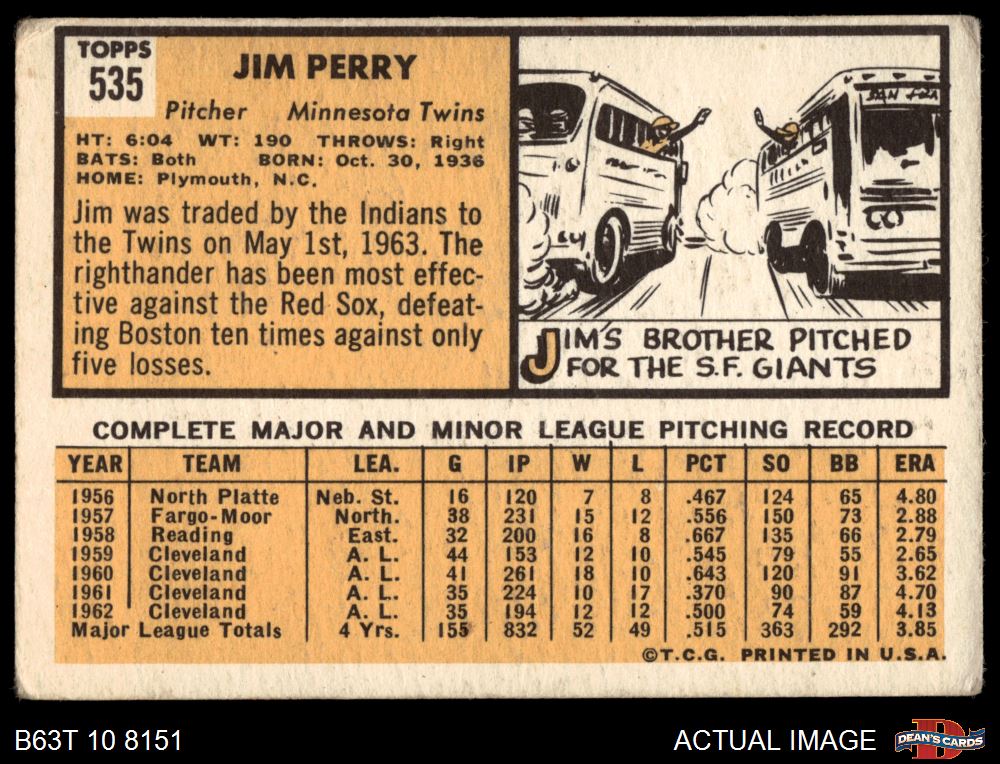 TOPPS
535
JIM PERRY
Pitcher Minnesota Twins
HT: 6:04 WT: 190 THROWS: Right
BATS: Both BORN: Oct. 30, 1936
HOME: Plymouth, N.C.
Jim was traded by the Indians to
the Twins on May 1st, 1963. The
righthander has been most effec-
tive against the Red Sox, defeat-
ing Boston ten times against only
five losses.
SAN
JIM'S BROTHER PITCHED
FOR THE S.F. GIANTS
COMPLETE MAJOR AND MINOR LEAGUE PITCHING RECORD
YEAR TEAM LEA. G IP W L PCT SO BB ERA
1956 North Platte Neb. St. 16 120 7 8 .467 124 65 4.80
1957 Fargo-Moor North. 38 231 15 12 .556 150 73 2.88
1958 Reading East. 32 200 16 8 .667 135 66 2.79
1959 Cleveland A. L. 44 153 12 10 .545 79 55 2.65
1960 Cleveland A. L. 41 261 18 10 .643 120 91 3.62
1961 Cleveland A. L. 35 224 10 17 .370 90 87 4.70
1962 Cleveland A. L. 35 194 12 12 .500 74 59 4.13
Major League Totals 4 Yrs. 155 832 52 49 .515 363 292 3.85
©T.C.G. PRINTED IN U.S.A.
B63T 10 8151
ACTUAL IMAGE
DEAN'S CARDS